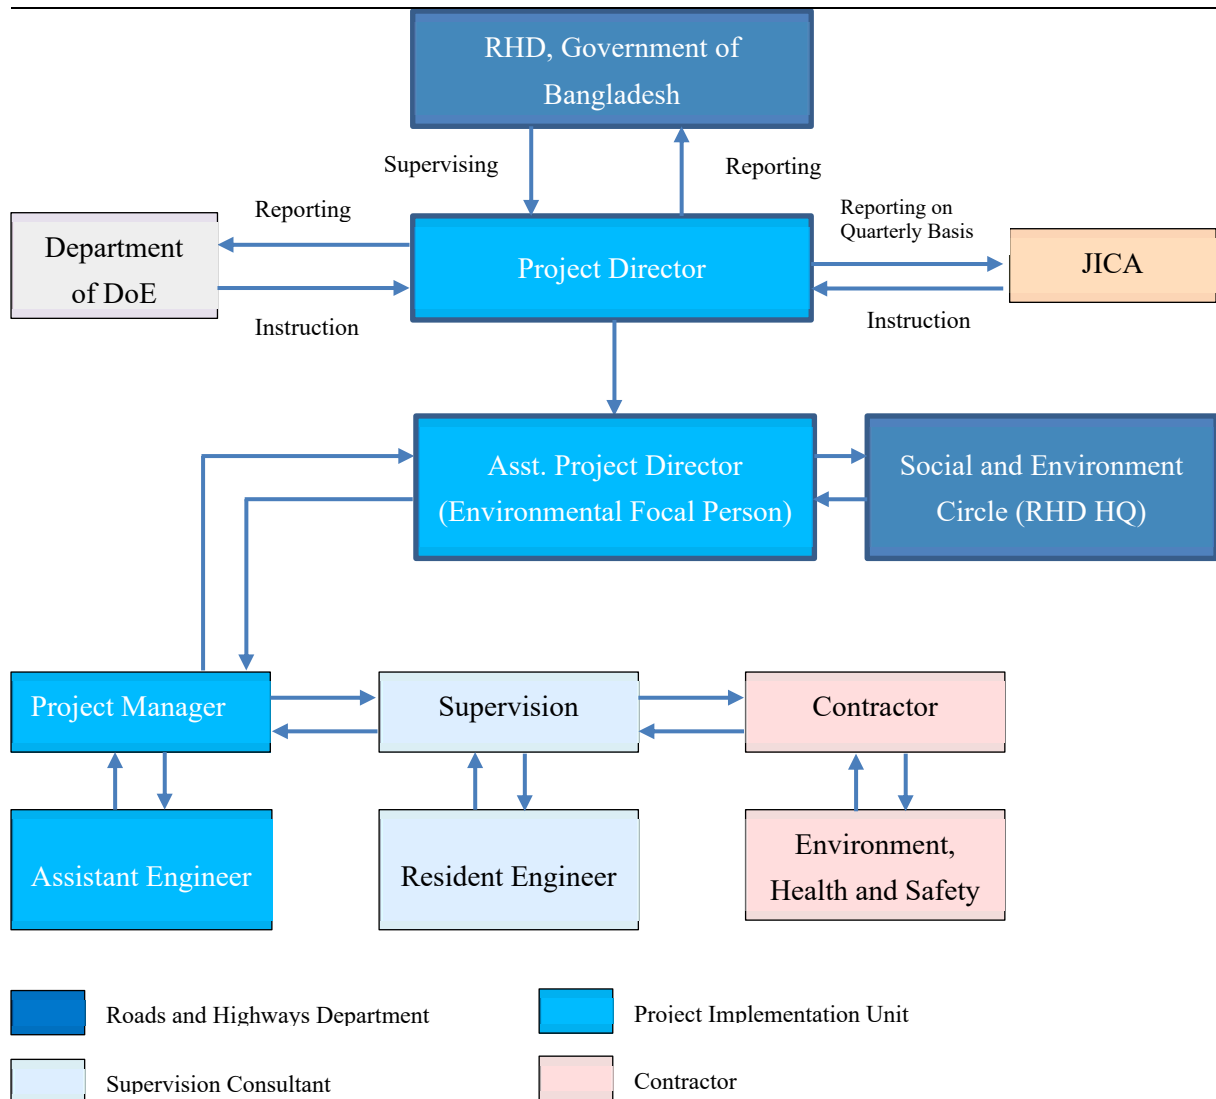 RHD, Government of
Bangladesh
Supervising
Reporting
Reporting
Reporting on
Quarterly Basis
Department
of DoE
Project Director
JICA
Instruction
Instruction
Asst. Project Director
(Environmental Focal Person)
Social and Environment
Circle (RHD HQ)
Project Manager
Supervision
Contractor
Assistant Engineer
Resident Engineer
Environment,
Health and Safety
Roads and Highways Department
Project Implementation Unit
Supervision Consultant
Contractor